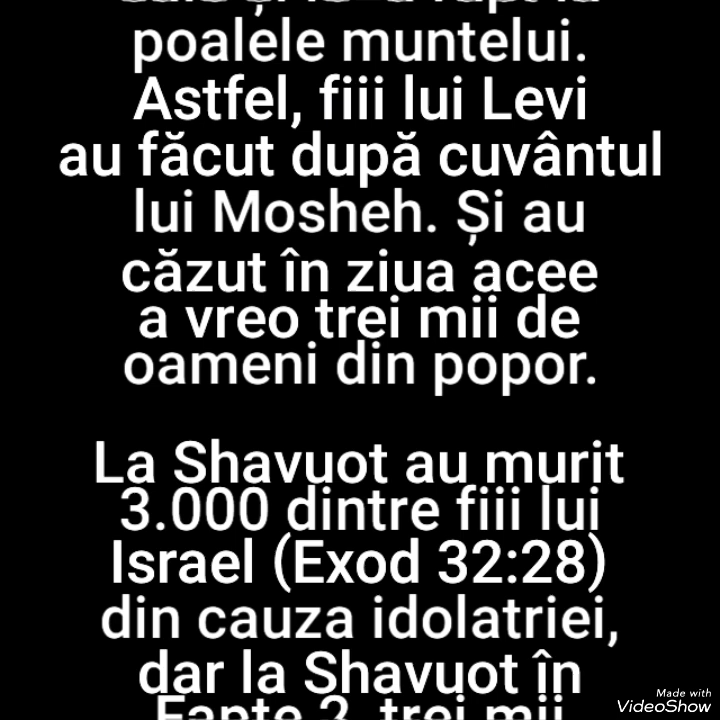 poalele muntelui.
Astfel, fiii lui Levi
au făcut după cuvântul
lui Mosheh. Și au
căzut în ziua acee
a vreo trei mii de
oameni din popor.
La Shavuot au murit
3.000 dintre fiii lui
Israel (Exod 32:28)
din cauza idolatriei,
dar la Shavuot în
Fapte 2, trei mii
Made with
VideoShow